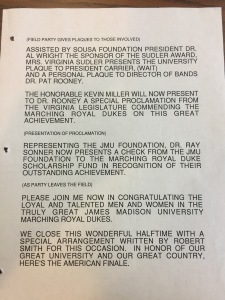 (FIELD PARTY GIVES PLAQUES TO THOSE INVOLVED)
ASSISTED BY SOUSA FOUNDATION PRESIDENT DR.
AL WRIGHT THE SPONSOR OF THE SUDLER AWARD,
MRS. VIRGINIA SUDLER PRESENTS THE UNIVERSITY
PLAQUE TO PRESIDENT CARRIER, (WAIT)
AND A PERSONAL PLAQUE TO DIRECTOR OF BANDS
DR. PAT ROONEY.
THE HONORABLE KEVIN MILLER WILL NOW PRESENT
TO DR. ROONEY A SPECIAL PROCLAMATION FROM
THE VIRGINIA LEGISLATURE COMMENDING THE
MARCHING ROYAL DUKES ON THIS GREAT
ACHIEVEMENT.
(PRESENTATION OF PROCLAMATION)
REPRESENTING THE JMU FOUNDATION, DR. RAY
SONNER NOW PRESENTS A CHECK FROM THE JMU
FOUNDATION TO THE MARCHING ROYAL DUKE
SCHOLARSHIP FUND IN RECOGNITION OF THEIR
OUTSTANDING ACHIEVEMENT.
(AS PARTY LEAVES THE FIELD)
PLEASE JOIN ME NOW IN CONGRATULATING THE
LOYAL AND TALENTED MEN AND WOMEN IN THE
TRULY GREAT JAMES MADISON UNIVERSITY
MARCHING ROYAL DUKES.
WE CLOSE THIS WONDERFUL HALFTIME WITH A
SPECIAL ARRANGEMENT WRITTEN BY ROBERT
SMITH FOR THIS OCCASION. IN HONOR OF OUR
GREAT UNIVERSITY AND OUR GREAT COUNTRY,
HERE'S THE AMERICAN FINALE.